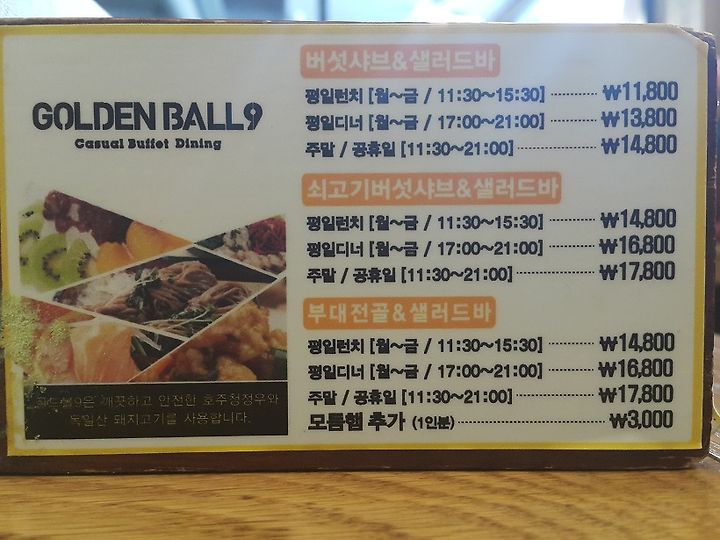 GOLDEN BALL9
Casual Buffet Dining
버섯샤브&샐러드바
평일런치 [월~금 / 11:30~15:30] ············ ₩11,800
평일디너 [월~금 / 17:00~21:00] ············ ₩13,800
주말 / 공휴일 [11:30~21:00] ···················· ₩14,800
쇠고기버섯샤브&샐러드바
평일런치 [월~금 / 11:30~15:30] ············ ₩14,800
평일디너 [월~금 / 17:00~21:00] ············ ₩16,800
주말 / 공휴일 [11:30~21:00] ···················· ₩17,800
부대전골&샐러드바
평일런치 [월~금 / 11:30~15:30] ············ ₩14,800
평일디너 [월~금 / 17:00~21:00] ············ ₩16,800
주말 / 공휴일 [11:30~21:00] ···················· ₩17,800
모듬햄 추가 (1인분) ································ ₩3,000
깨끗하고 안전한 호주청정우와
독일산 돼지고기를 사용합니다.